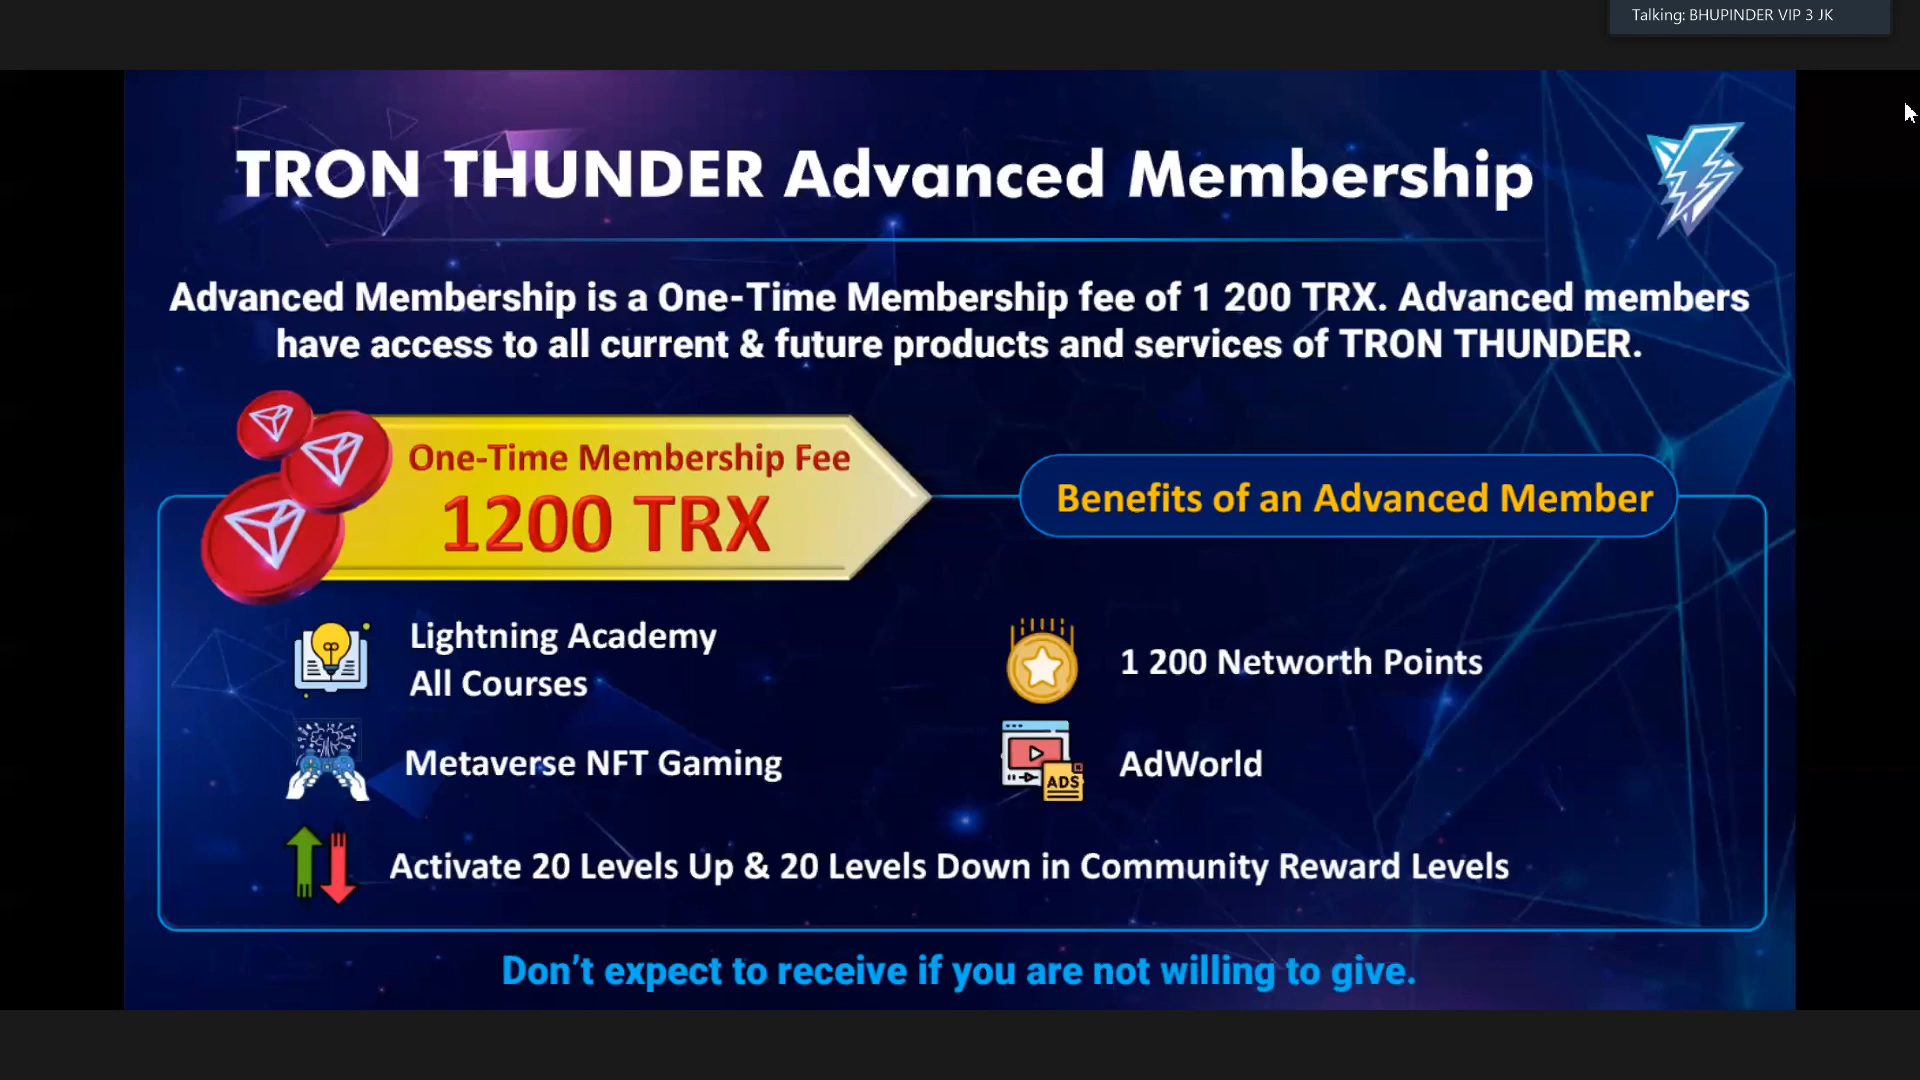 Talking: BHUPINDER VIP 3 JK
TRON THUNDER Advanced Membership
Advanced Membership is a One-Time Membership fee of 1 200 TRX. Advanced members
have access to all current & future products and services of TRON THUNDER.
One-Time Membership Fee
1200 TRX
Benefits of an Advanced Member
Lightning Academy
All Courses
1 200 Networth Points
Metaverse NFT Gaming
ADS
AdWorld
Activate 20 Levels Up & 20 Levels Down in Community Reward Levels
Don't expect to receive if you are not willing to give.